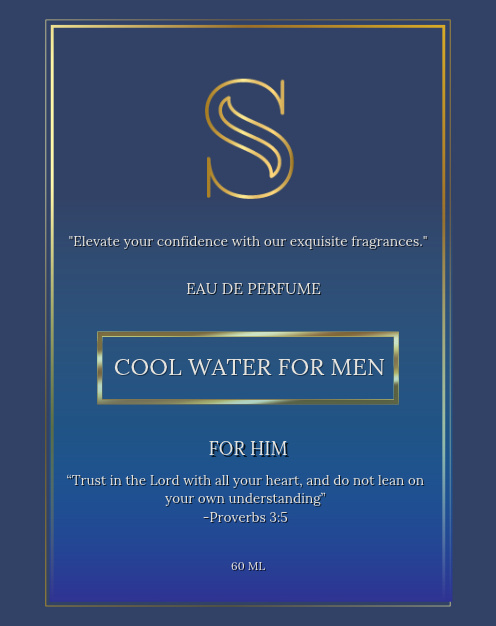 S
"Elevate your confidence with our exquisite fragrances."
EAU DE PERFUME
COOL WATER FOR MEN
FOR HIM
“Trust in the Lord with all your heart, and do not lean on
your own understanding”
-Proverbs 3:5
60 ML